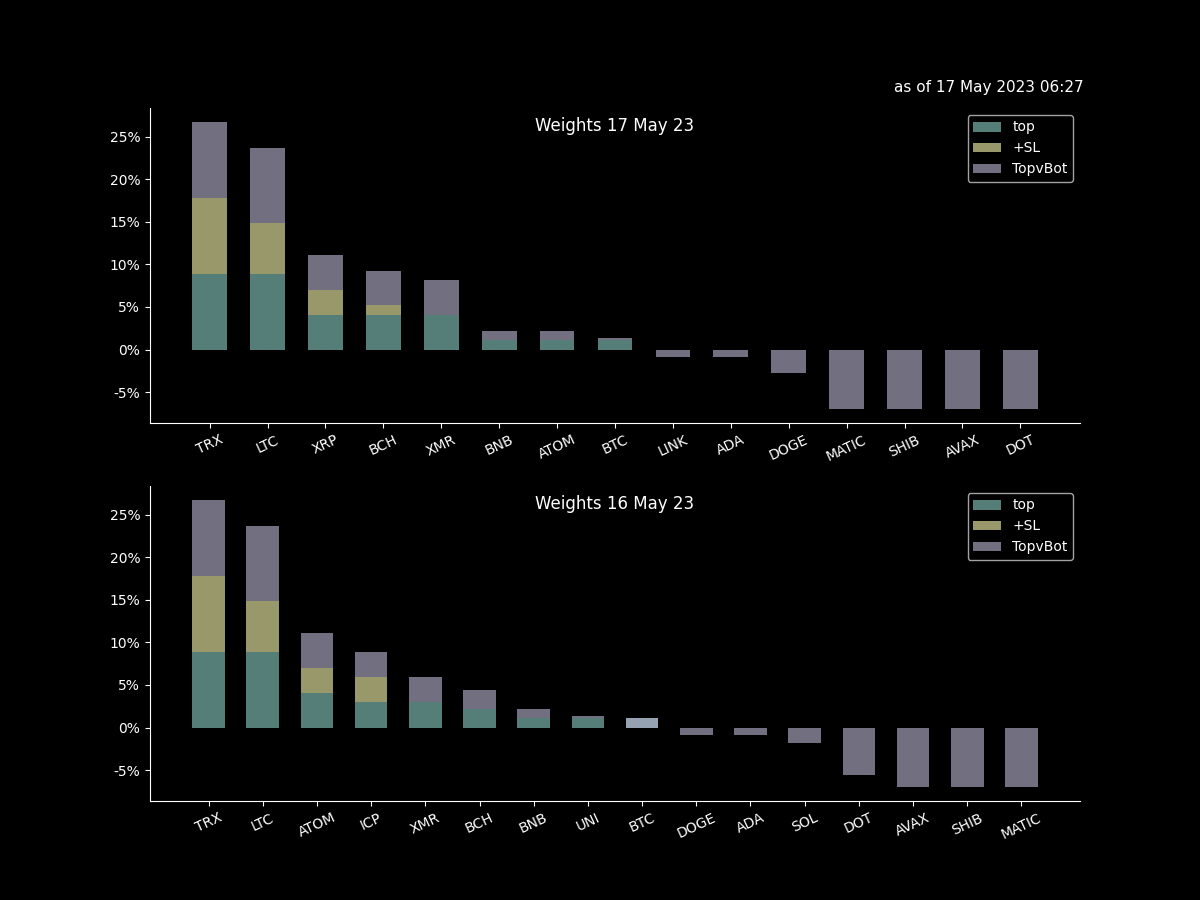 as of 17 May 2023 06:27
Weights 17 May 23
top
+SL
TopvBot
25%
20%
15%
10%
5%
0%
-5%
TRX LTC XRP BCH XMR BNB ATOM BTC LINK ADA DOGE MATIC SHIB AVAX DOT
Weights 16 May 23
top
+SL
TopvBot
25%
20%
15%
10%
5%
0%
-5%
TRX LTC ATOM ICP XMR BCH BNB UNI BTC DOGE ADA SOL DOT AVAX SHIB MATIC